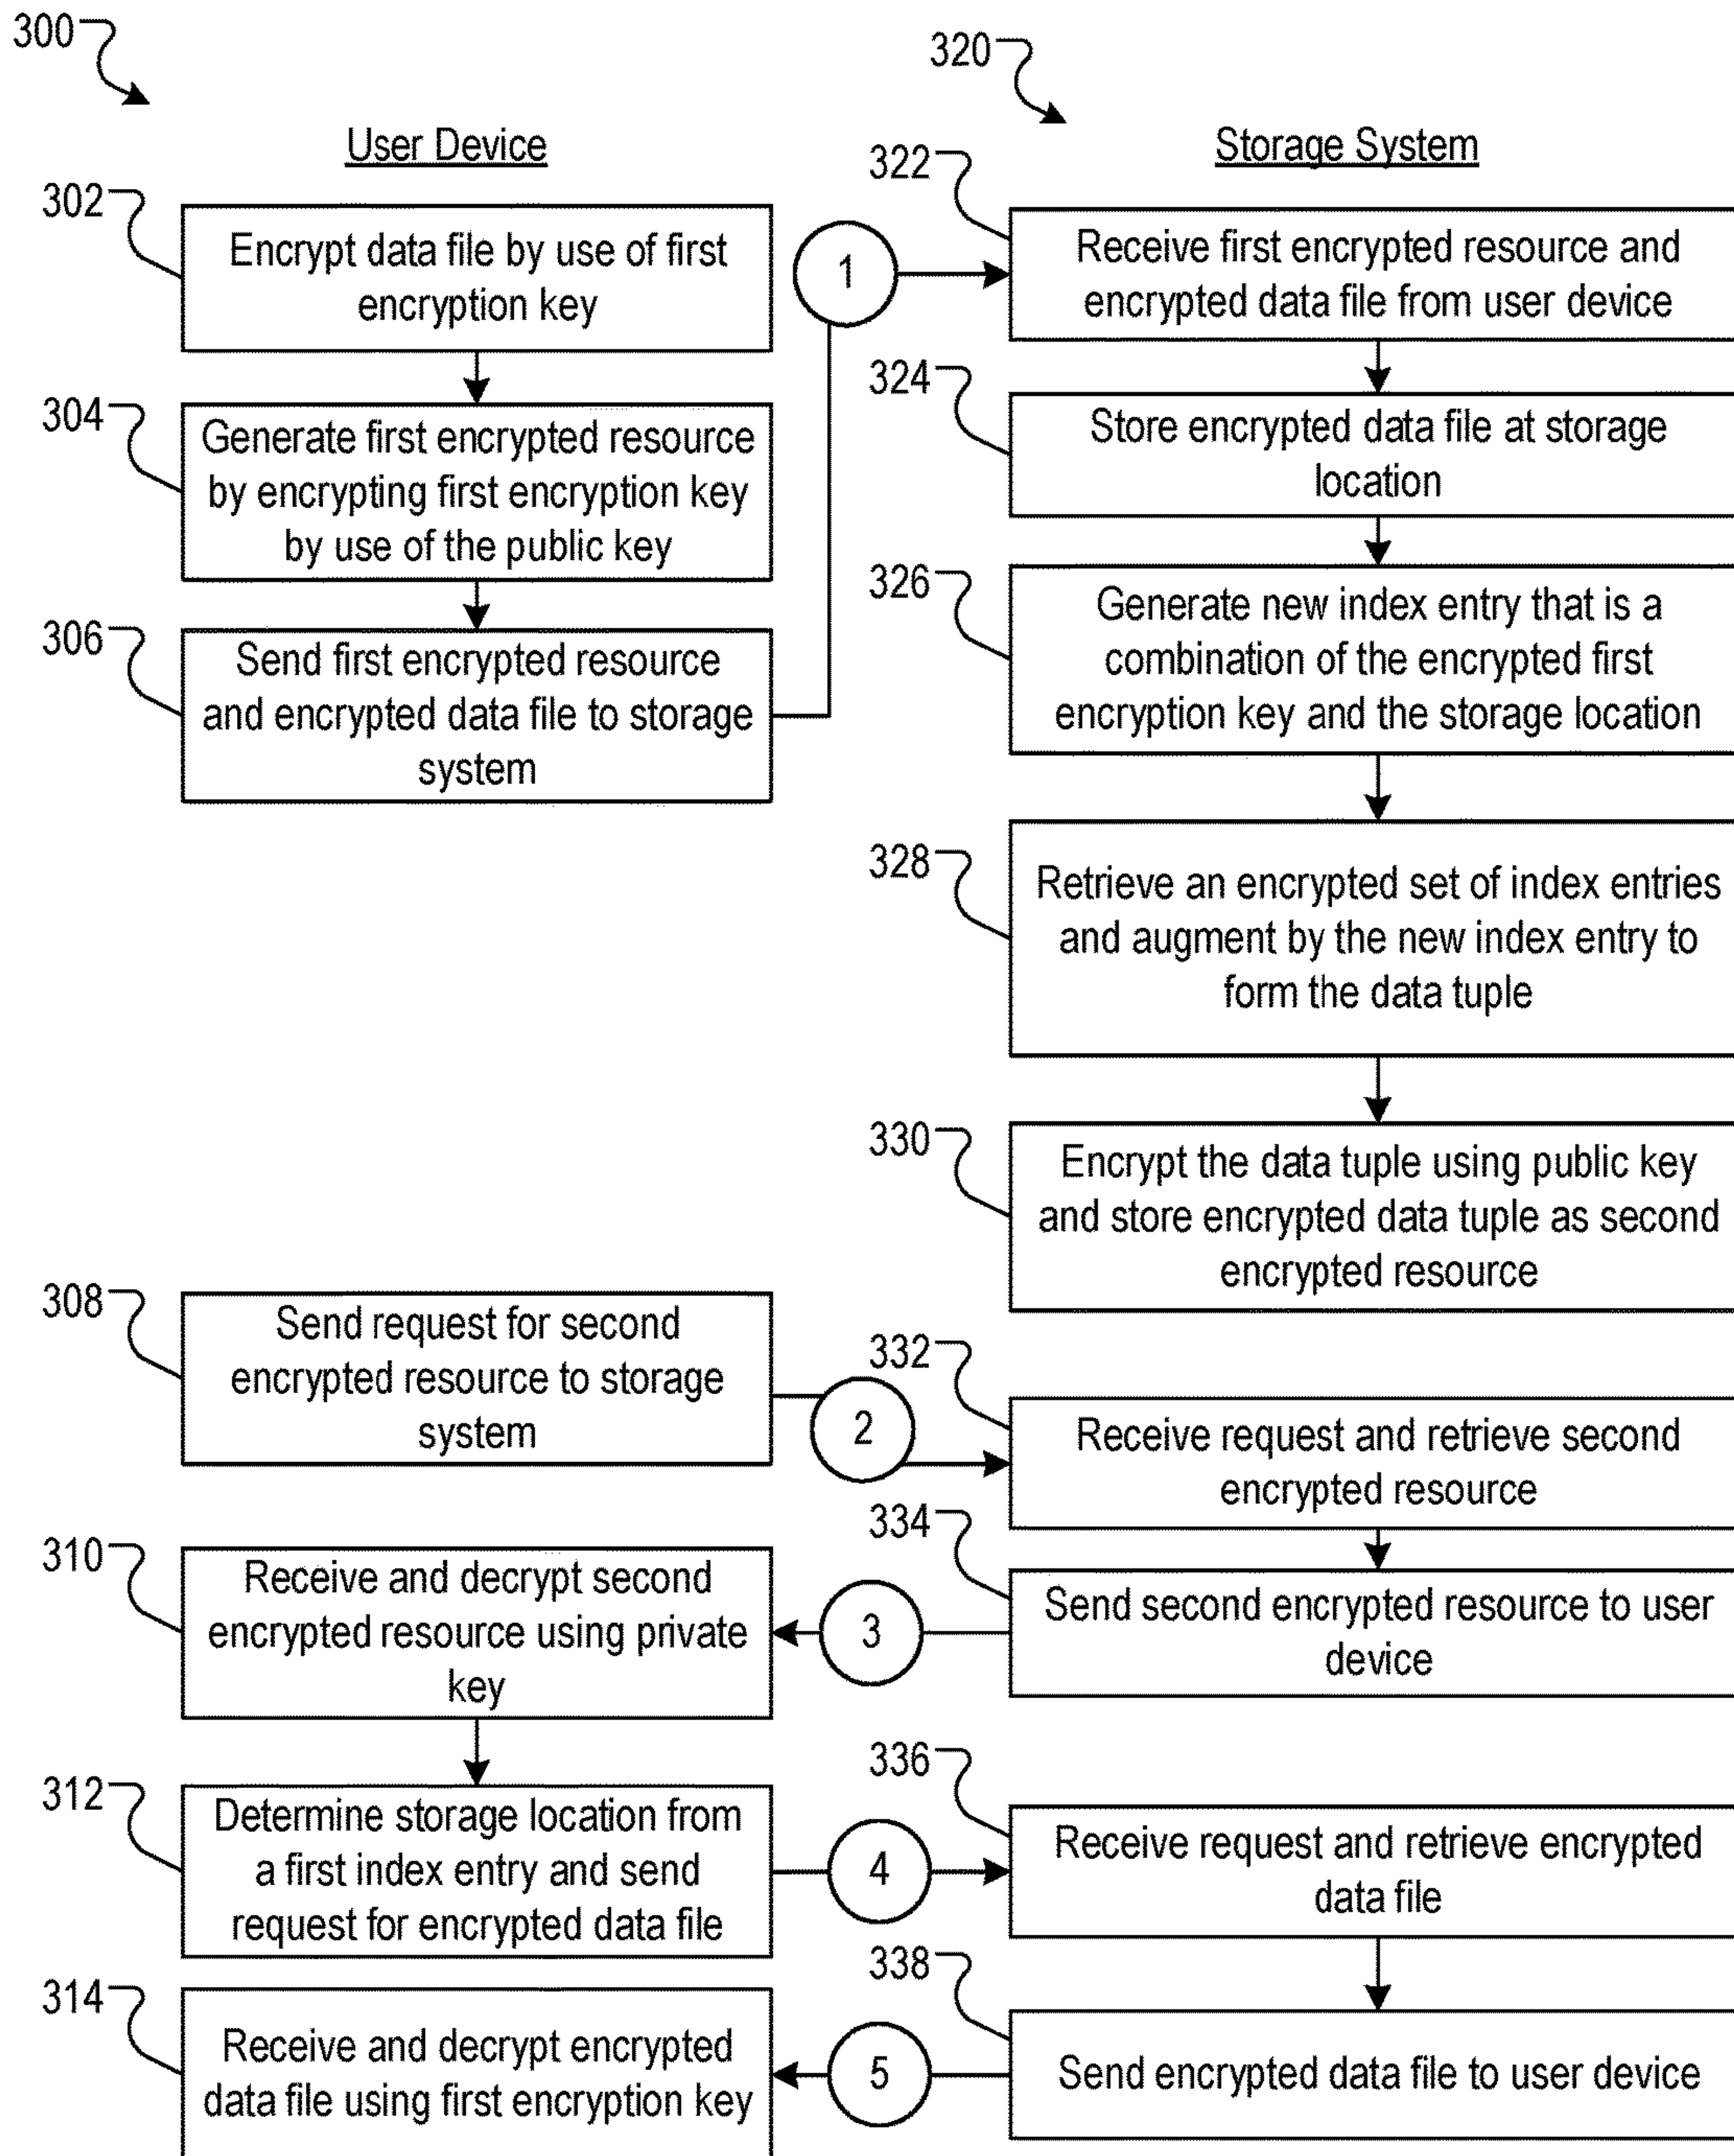 300
User Device
302
Encrypt data file by use of first
encryption key
304
Generate first encrypted resource
by encrypting first encryption key
by use of the public key
306
Send first encrypted resource
and encrypted data file to storage
system
1
320
Storage System
322
Receive first encrypted resource and
encrypted data file from user device
324
Store encrypted data file at storage
location
326
Generate new index entry that is a
combination of the encrypted first
encryption key and the storage location
328
Retrieve an encrypted set of index entries
and augment by the new index entry to
form the data tuple
330
Encrypt the data tuple using public key
and store encrypted data tuple as second
encrypted resource
308
Send request for second
encrypted resource to storage
system
2
332
Receive request and retrieve second
encrypted resource
334
Send second encrypted resource to user
device
3
310
Receive and decrypt second
encrypted resource using private
key
312
Determine storage location from
a first index entry and send
request for encrypted data file
4
336
Receive request and retrieve encrypted
data file
338
Send encrypted data file to user device
5
314
Receive and decrypt encrypted
data file using first encryption key